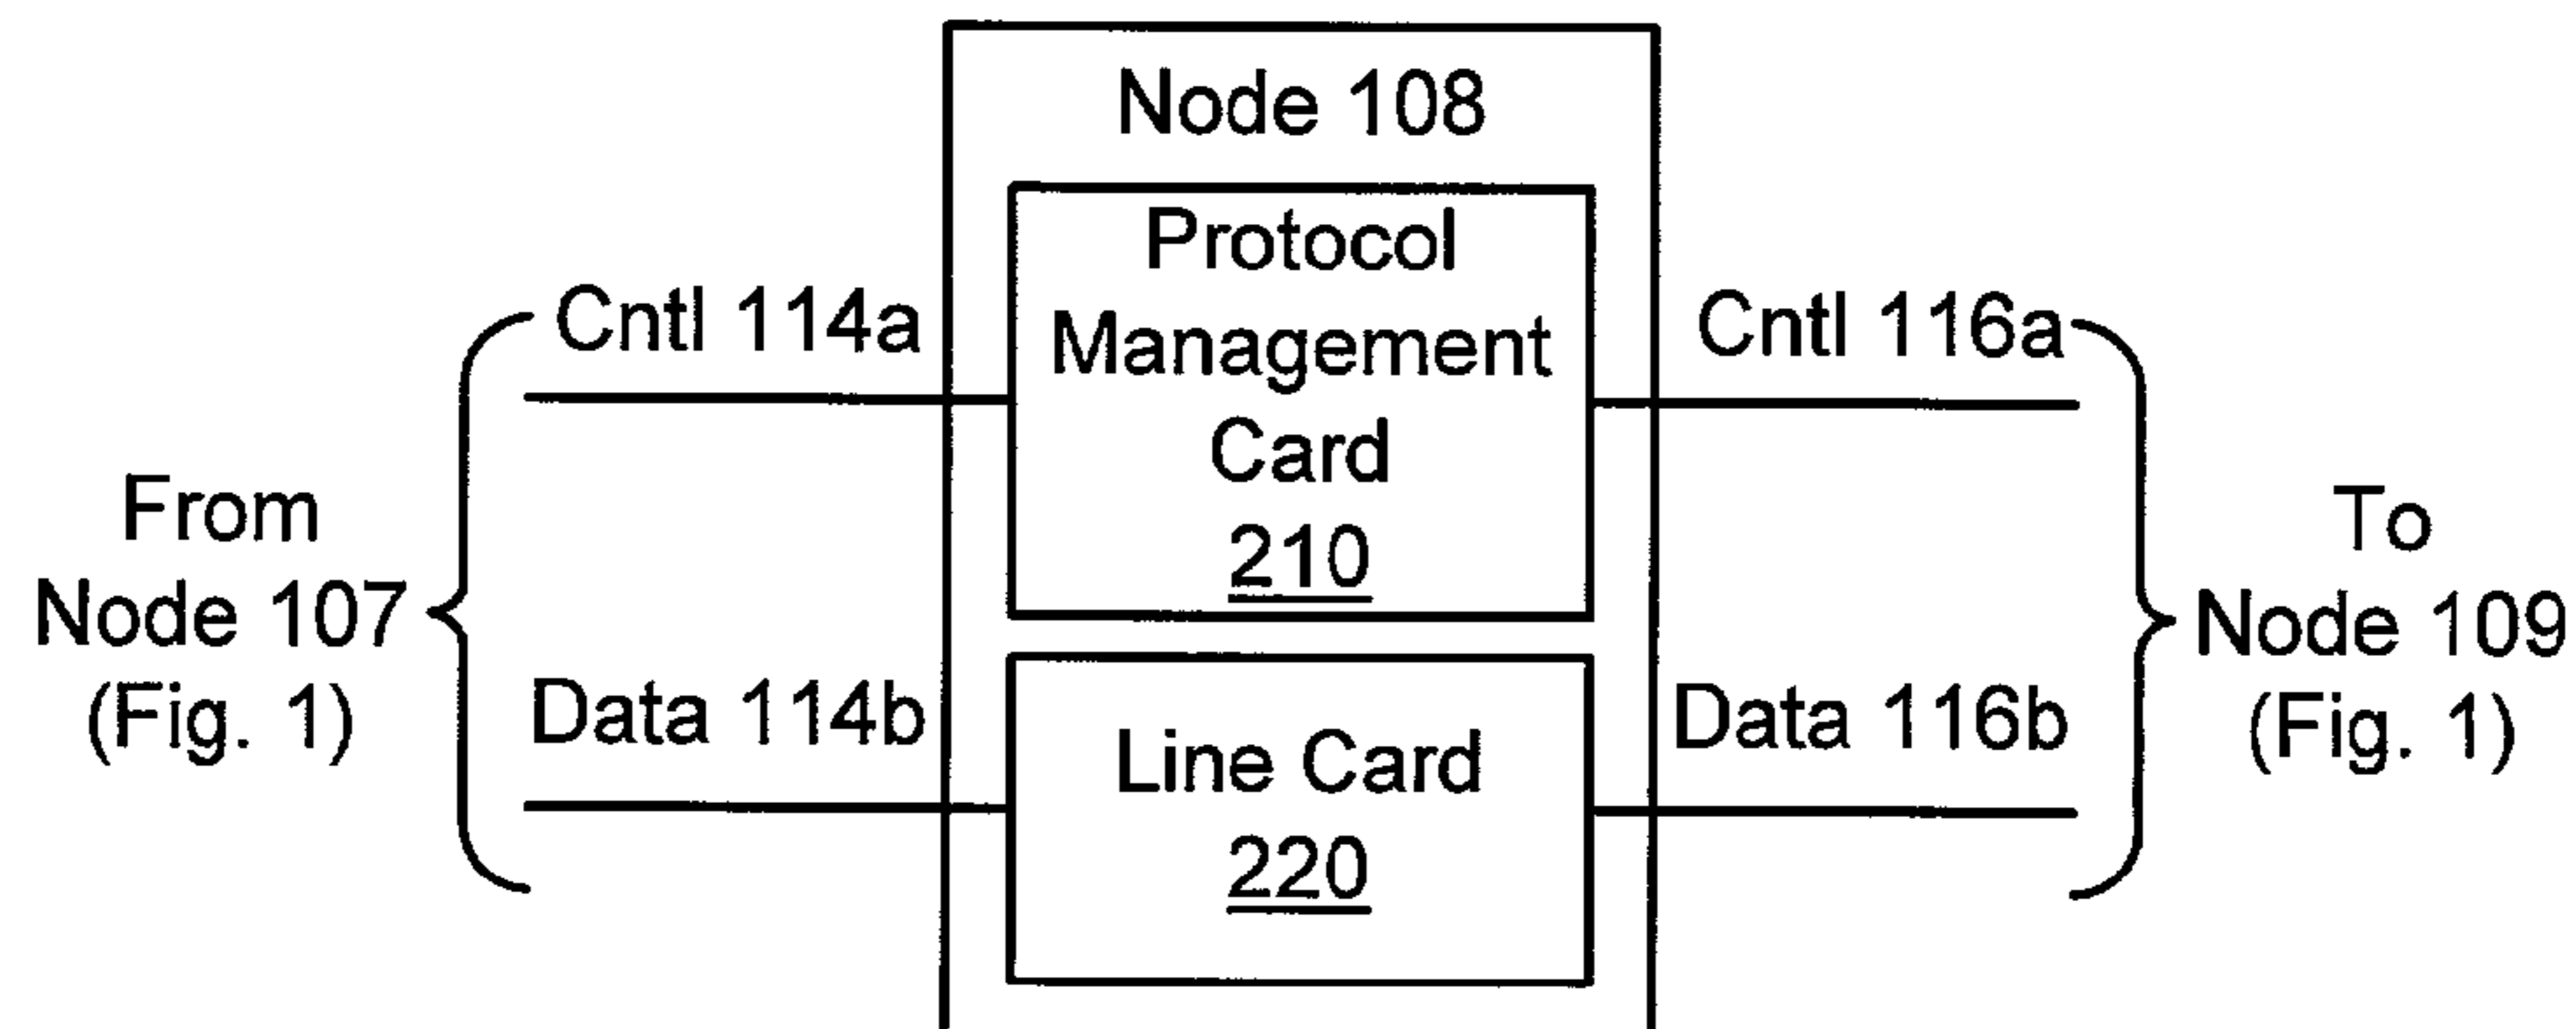 Node 108
Protocol
Management
Card
210
Cntl 114a
Cntl 116a
From
Node 107
(Fig. 1)
To
Node 109
(Fig. 1)
Data 114b
Line Card
220
Data 116b